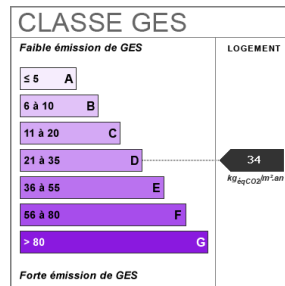 CLASSE GES
Faible émission de GES
LOGEMENT
≤ 5 A
6 à 10 B
11 à 20 C
21 à 35 D
34
kgéqCO2/m².an
36 à 55 E
56 à 80 F
> 80 G
Forte émission de GES